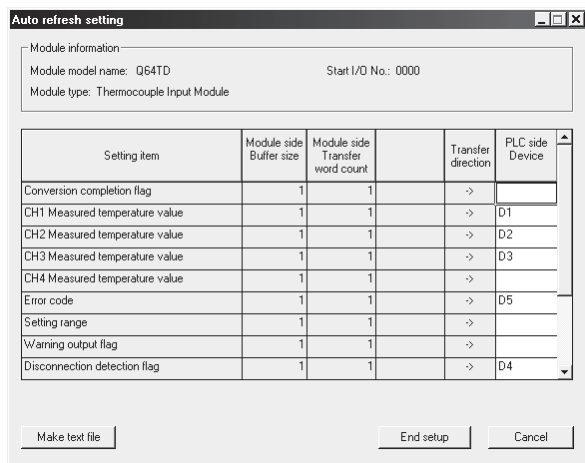 Auto refresh setting
Module information
Module model name: Q64TD Start I/O No.: 0000
Module type: Thermocouple Input Module
Setting item Module side Buffer size Module side Transfer word count Transfer direction PLC side Device
Conversion completion flag 1 1 ->
CH1 Measured temperature value 1 1 -> D1
CH2 Measured temperature value 1 1 -> D2
CH3 Measured temperature value 1 1 -> D3
CH4 Measured temperature value 1 1 ->
Error code 1 1 -> D5
Setting range 1 1 ->
Warning output flag 1 1 ->
Disconnection detection flag 1 1 -> D4
Make text file End setup Cancel